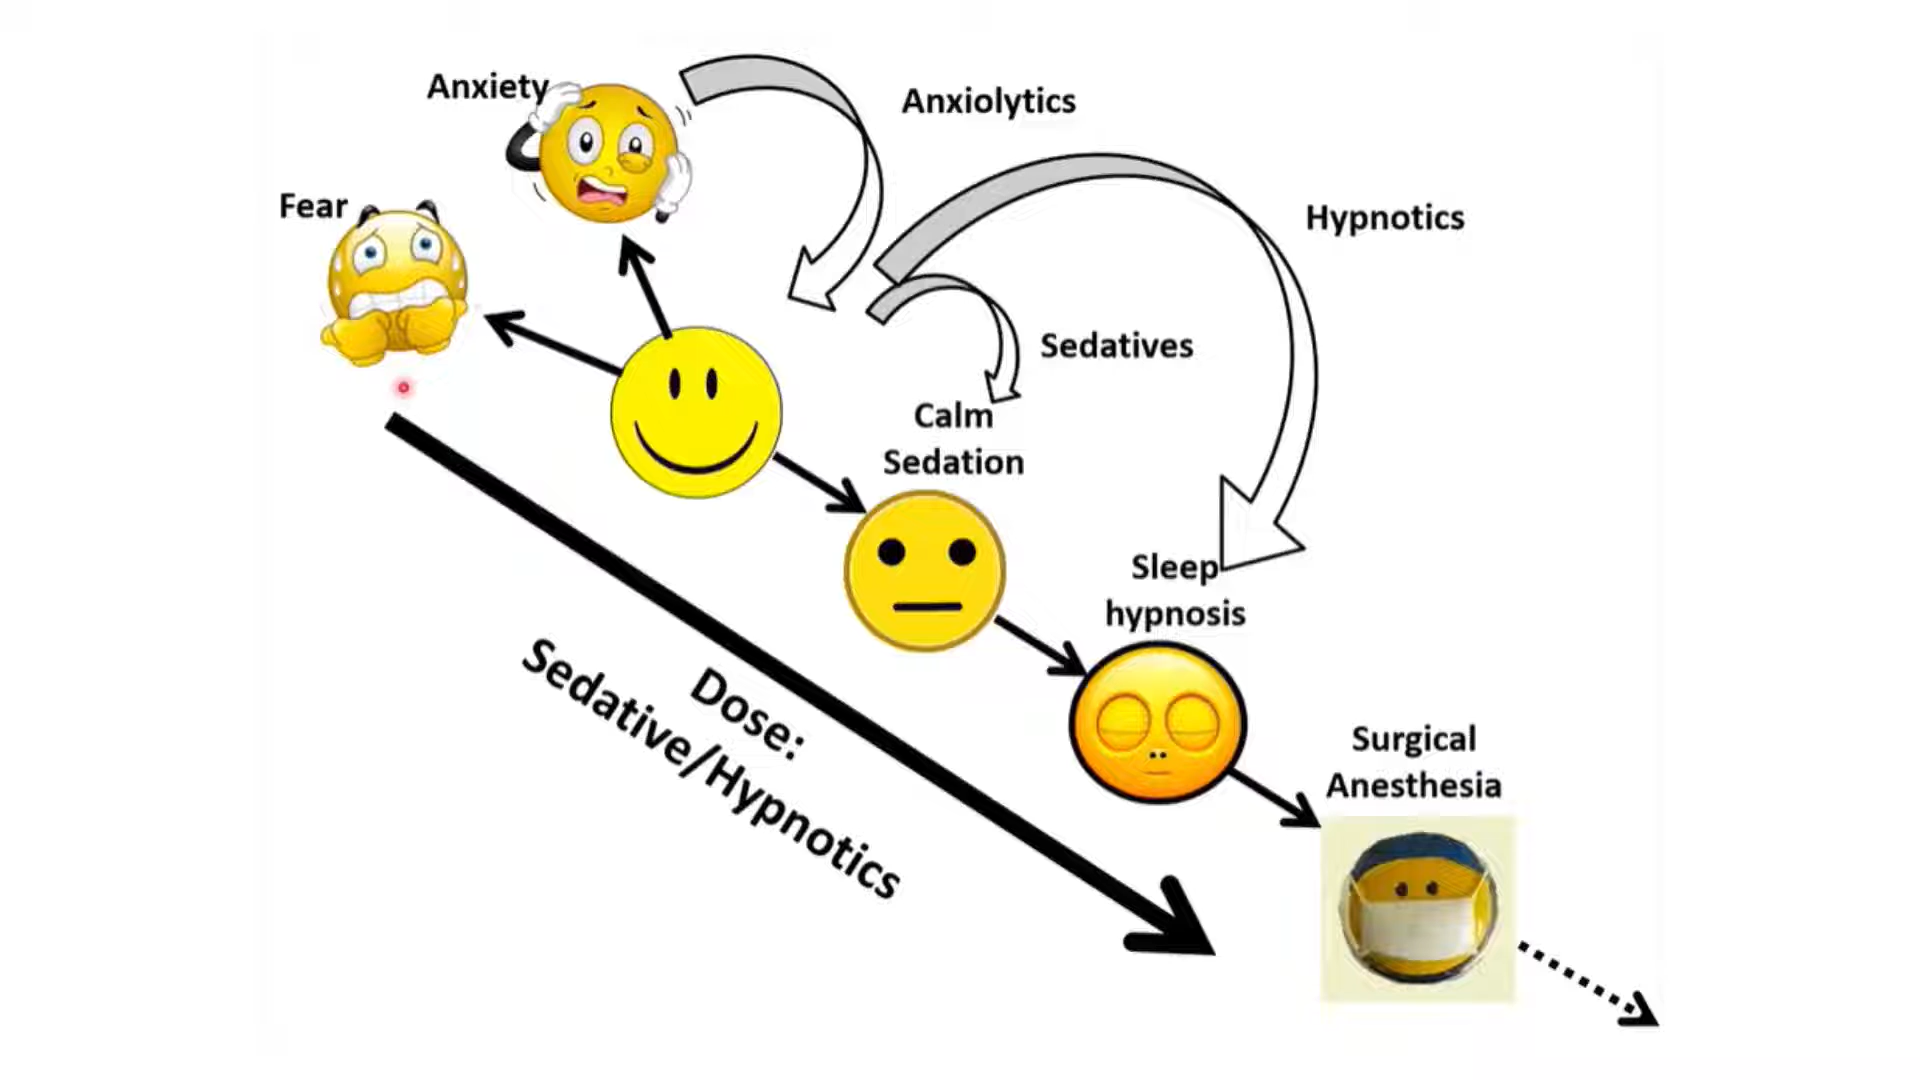 Anxiety
Anxiolytics
Fear
Hypnotics
Sedatives
Calm
Sedation
Sleep
hypnosis
Dose:
Sedative/Hypnotics
Surgical
Anesthesia